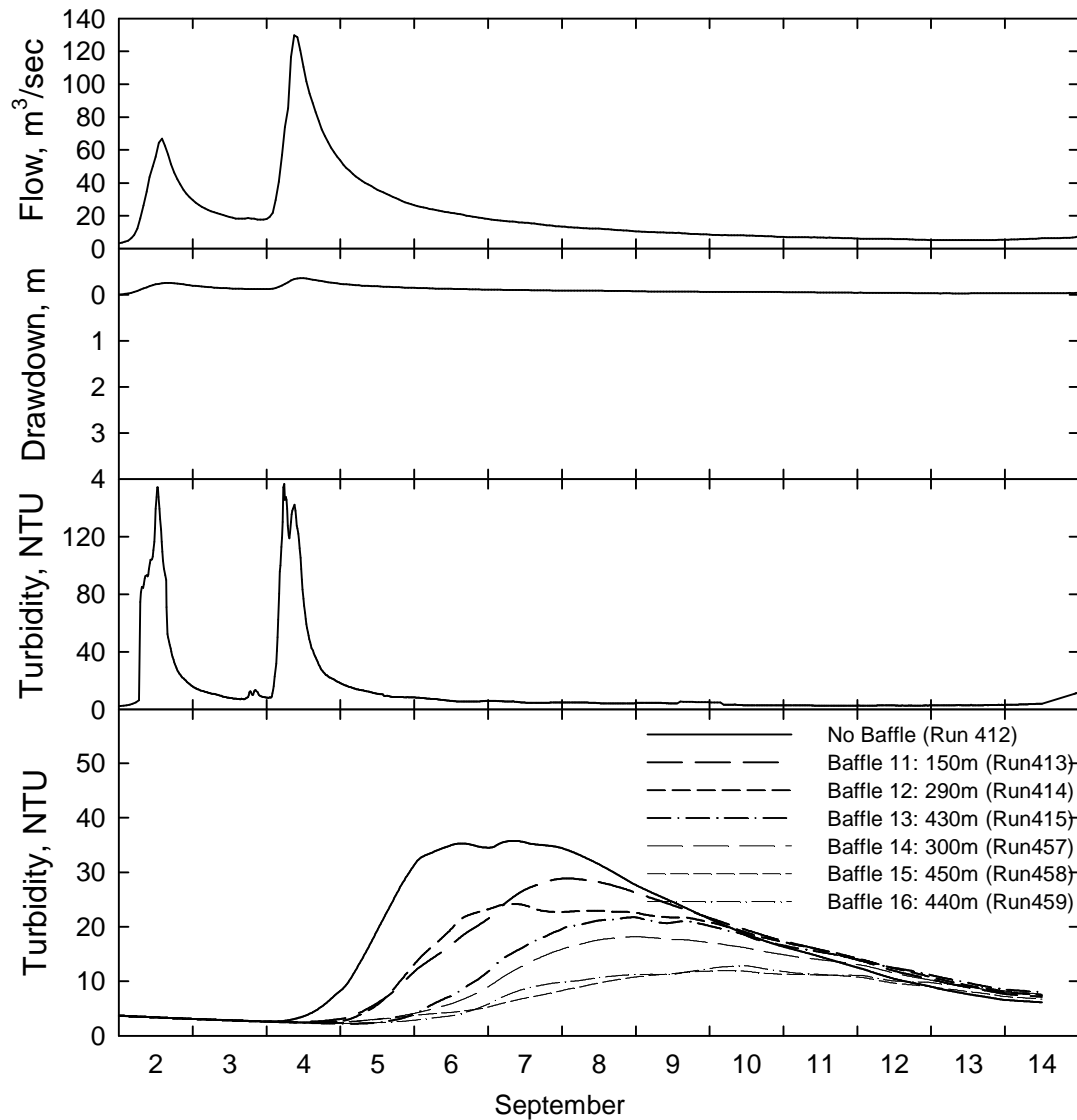 140
120
100
80
60
40
20
0
Flow, m³/sec
0
1
2
3
4
Drawdown, m
120
80
40
0
Turbidity, NTU
50
40
30
20
10
0
Turbidity, NTU
No Baffle (Run 412)
Baffle 11: 150m (Run413)
Baffle 12: 290m (Run414)
Baffle 13: 430m (Run415)
Baffle 14: 300m (Run457)
Baffle 15: 450m (Run458)
Baffle 16: 440m (Run459)
2 3 4 5 6 7 8 9 10 11 12 13 14
September